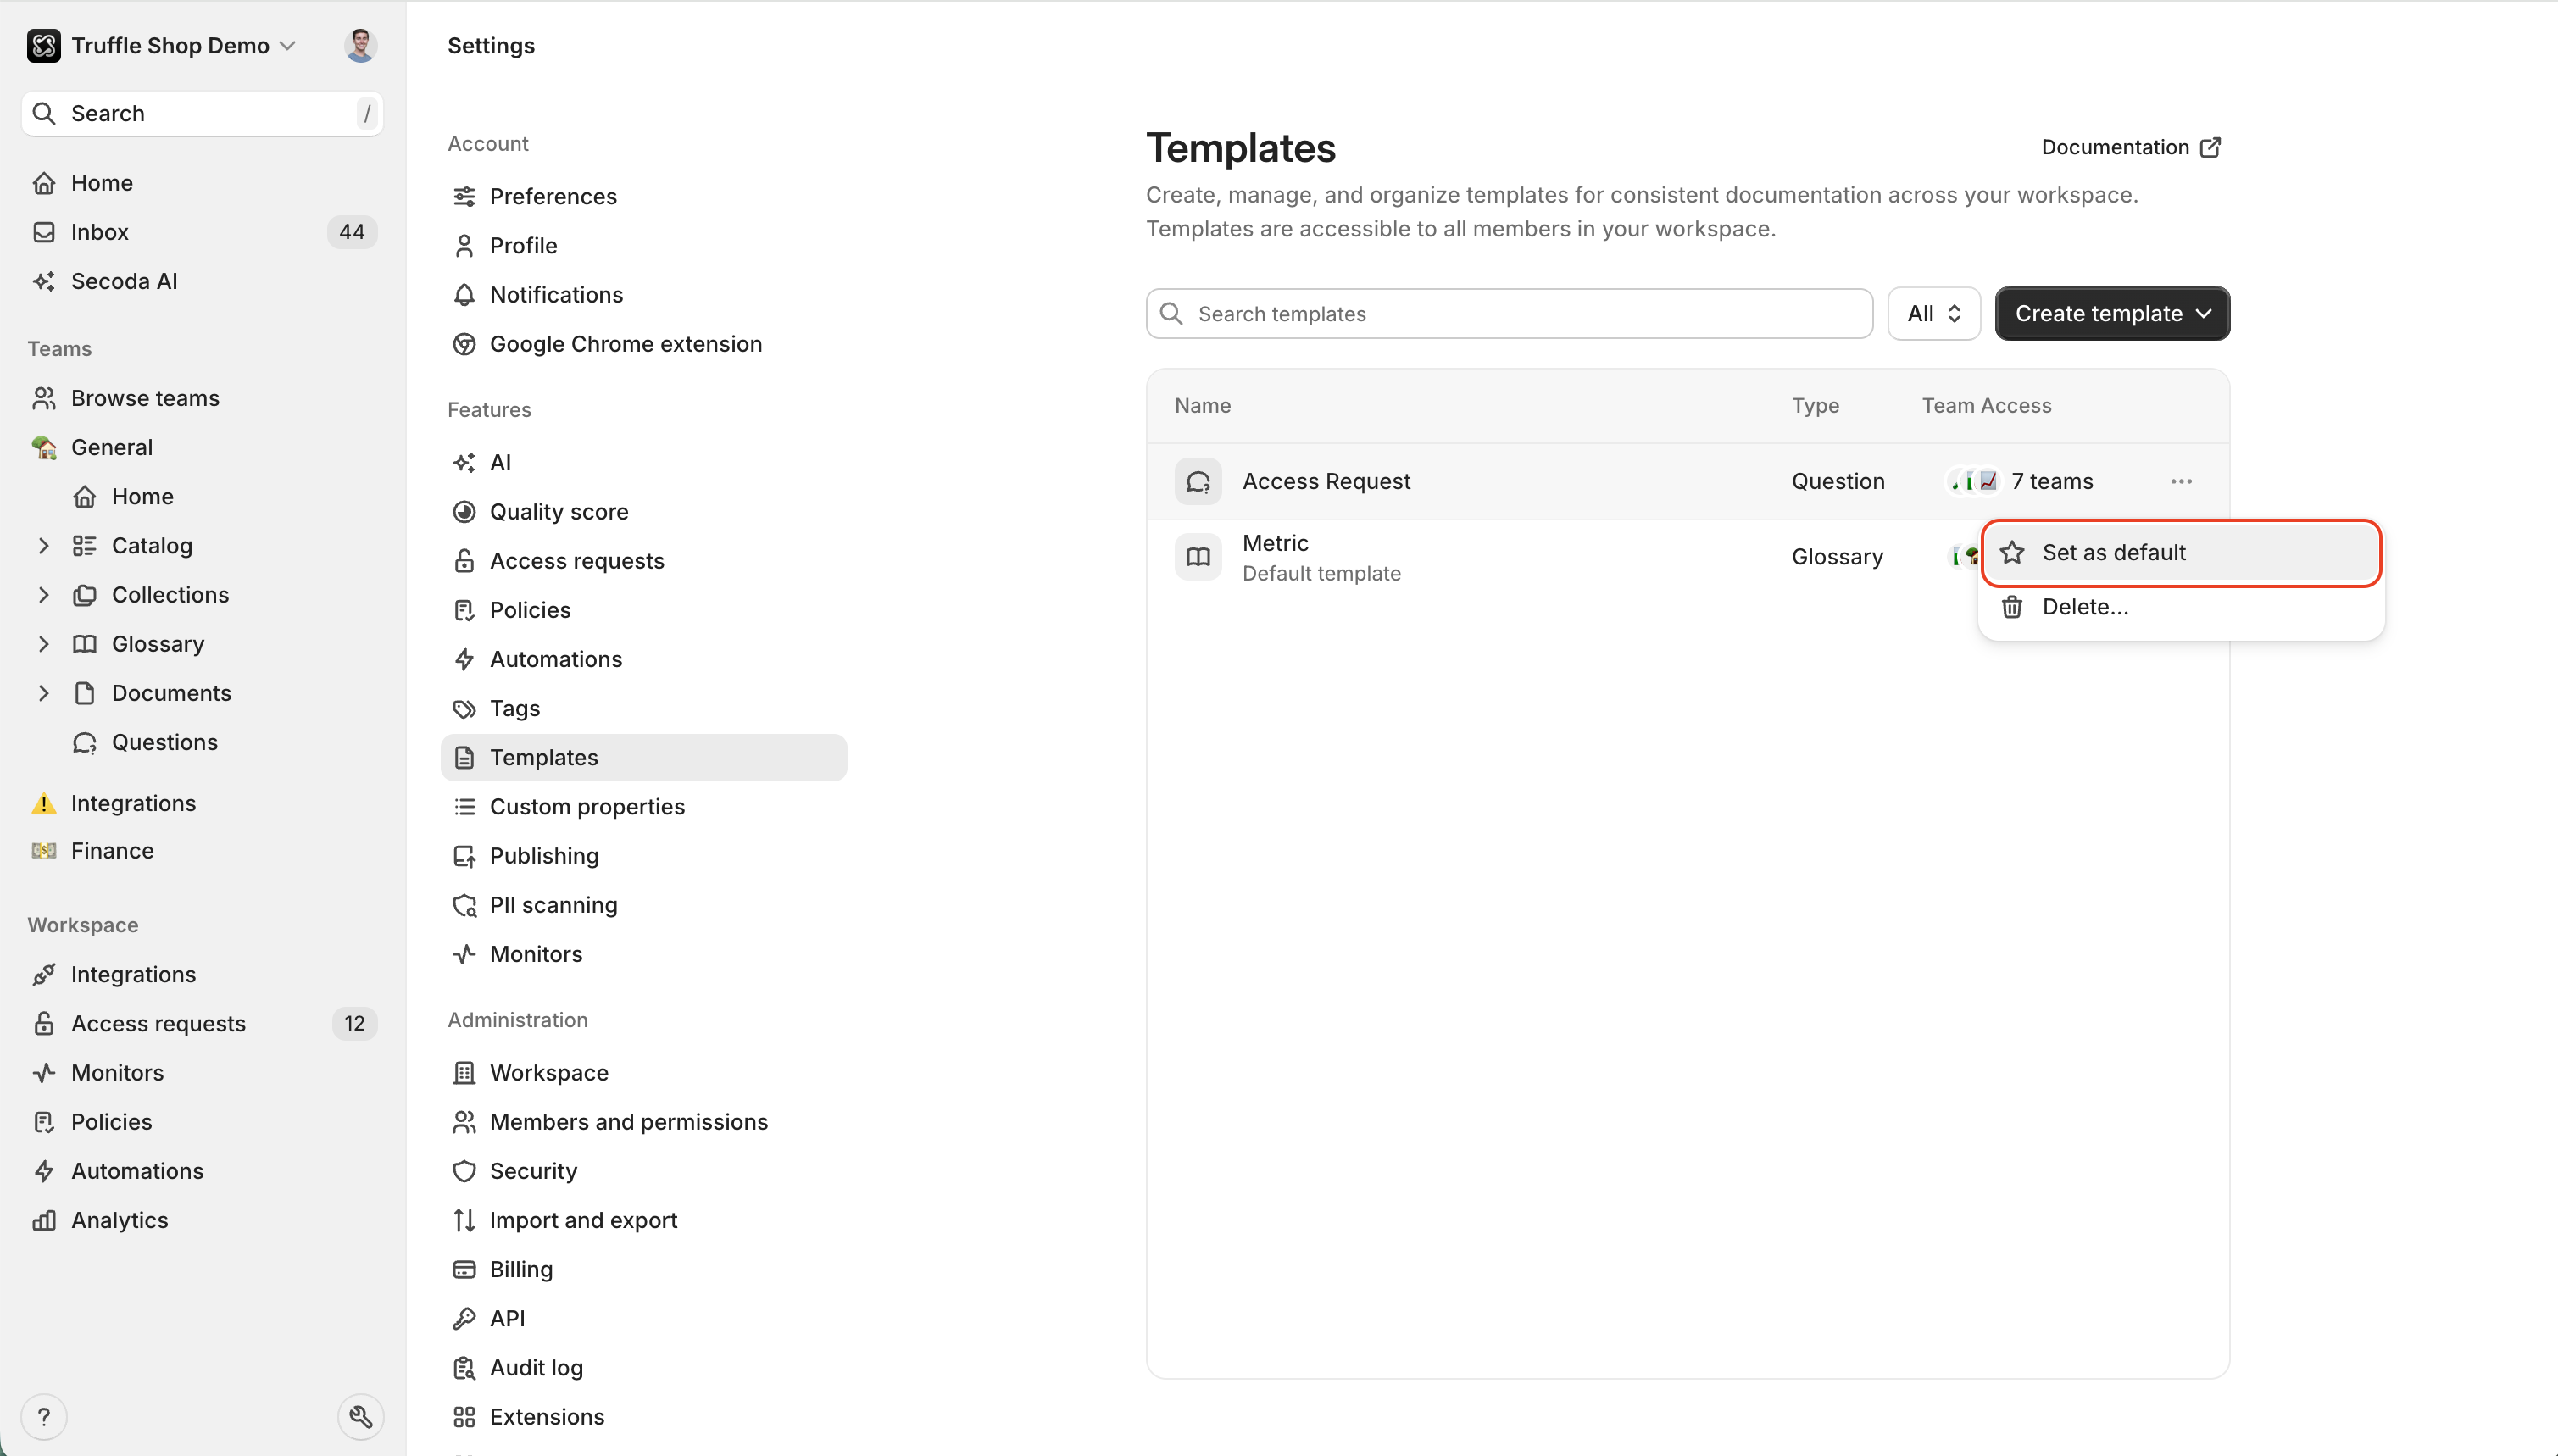 Truffle Shop Demo
Search /
Home
Inbox 44
Secoda AI
Teams
Browse teams
General
Home
Catalog
Collections
Glossary
Documents
Questions
Integrations
Finance
Workspace
Integrations
Access requests 12
Monitors
Policies
Automations
Analytics
?
Settings
Account
Preferences
Profile
Notifications
Google Chrome extension
Features
AI
Quality score
Access requests
Policies
Automations
Tags
Templates
Custom properties
Publishing
PII scanning
Monitors
Administration
Workspace
Members and permissions
Security
Import and export
Billing
API
Audit log
Extensions
Templates
Documentation
Create, manage, and organize templates for consistent documentation across your workspace.
Templates are accessible to all members in your workspace.
Search templates
All
Create template
Name Type Team Access
Access Request Question 7 teams
Metric
Default template
Glossary
Set as default
Delete...